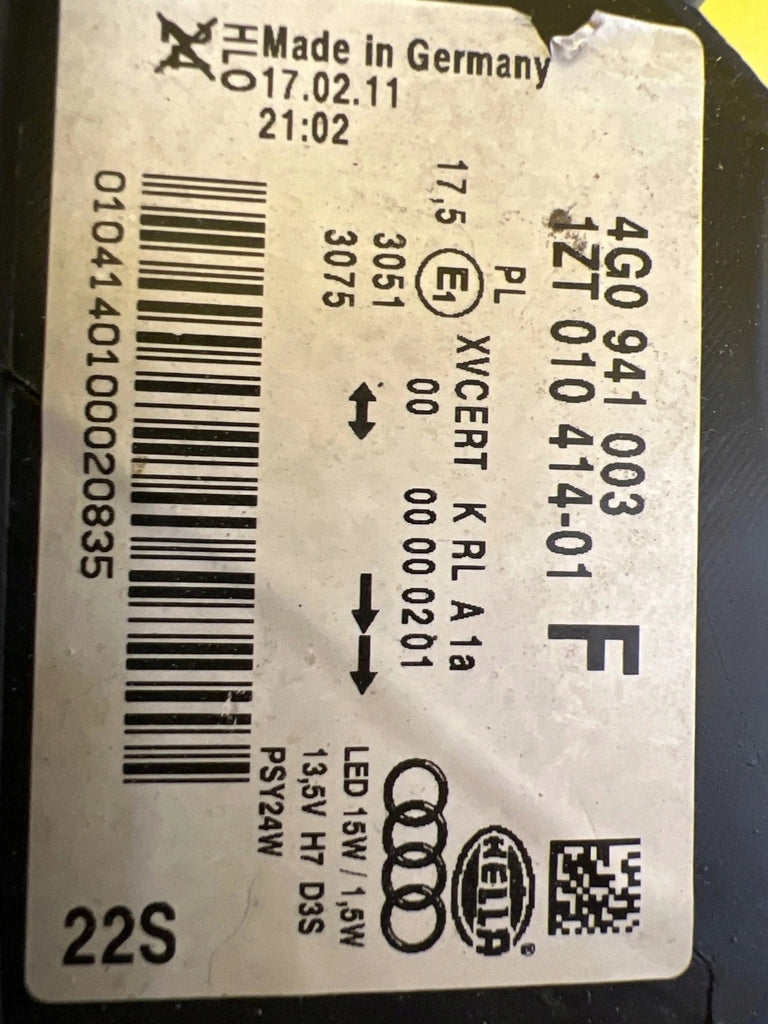 4G0 941 003
1ZT 010 414-01 F
PL
17,5 E1 XVCERT K RL A 1a
00 00 00 0201
3051
3075
LED 15W / 1,5W
13,5V H7 D3S
PSY24W
HELLA®
HLO
Made in Germany
17.02.11
21:02
01041401000020835
22S